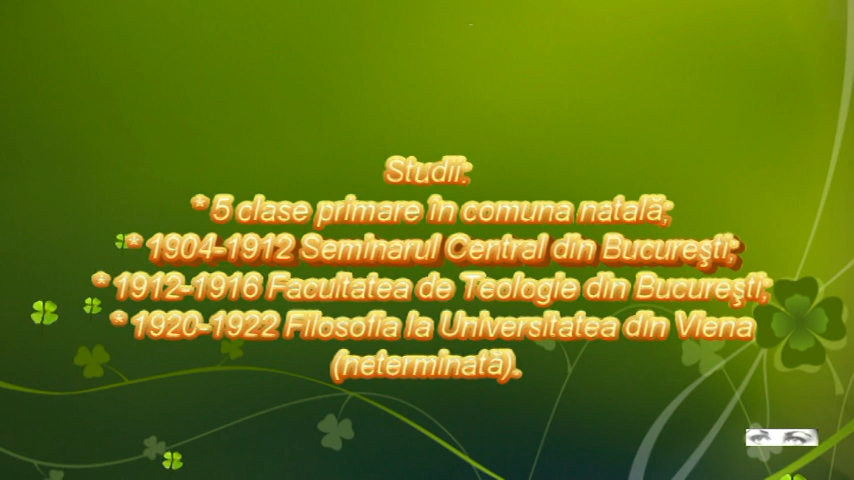 Studii:
* 5 clase primare în comuna natală;
* 1904-1912 Seminarul Central din Bucureşti;
* 1912-1916 Facultatea de Teologie din Bucureşti;
* 1920-1922 Filosofia la Universitatea din Viena
(neterminată).